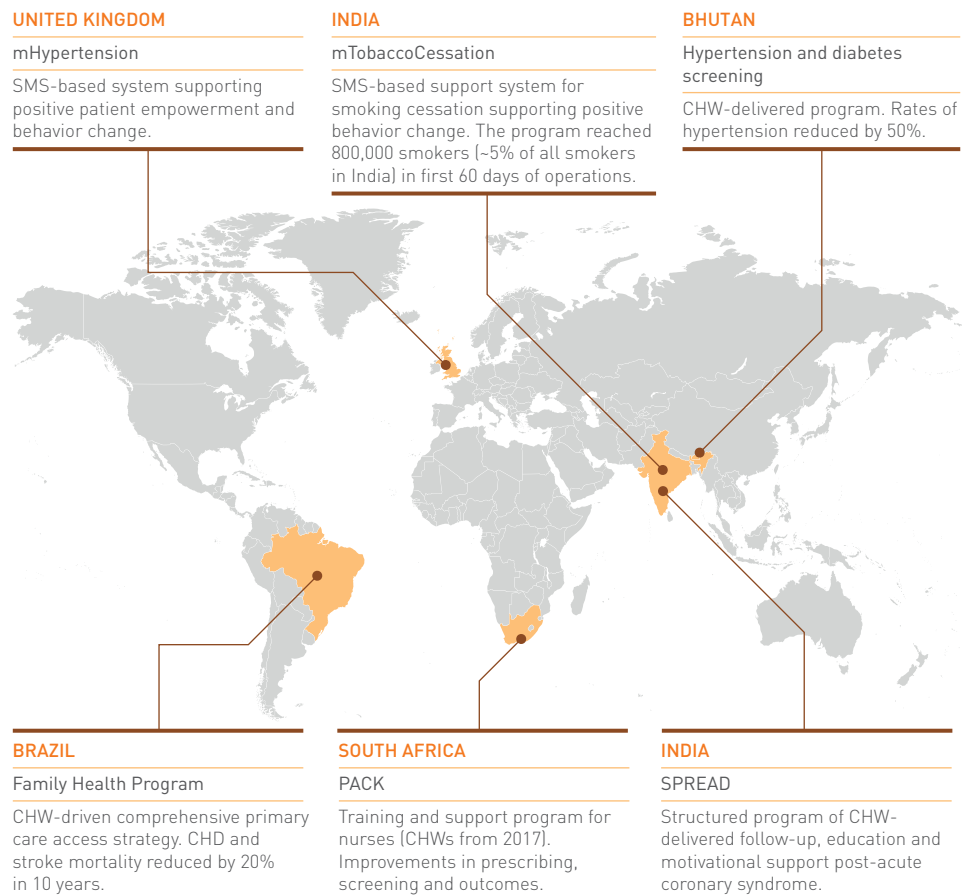 UNITED KINGDOM
mHypertension
SMS-based system supporting
positive patient empowerment and
behavior change.
INDIA
mTobaccoCessation
SMS-based support system for
smoking cessation supporting positive
behavior change. The program reached
800,000 smokers (~5% of all smokers
in India) in first 60 days of operations.
BHUTAN
Hypertension and diabetes
screening
CHW-delivered program. Rates of
hypertension reduced by 50%.
BRAZIL
Family Health Program
CHW-driven comprehensive primary
care access strategy. CHD and
stroke mortality reduced by 20%
in 10 years.
SOUTH AFRICA
PACK
Training and support program for
nurses (CHWs from 2017).
Improvements in prescribing,
screening and outcomes.
INDIA
SPREAD
Structured program of CHW-
delivered follow-up, education and
motivational support post-acute
coronary syndrome.